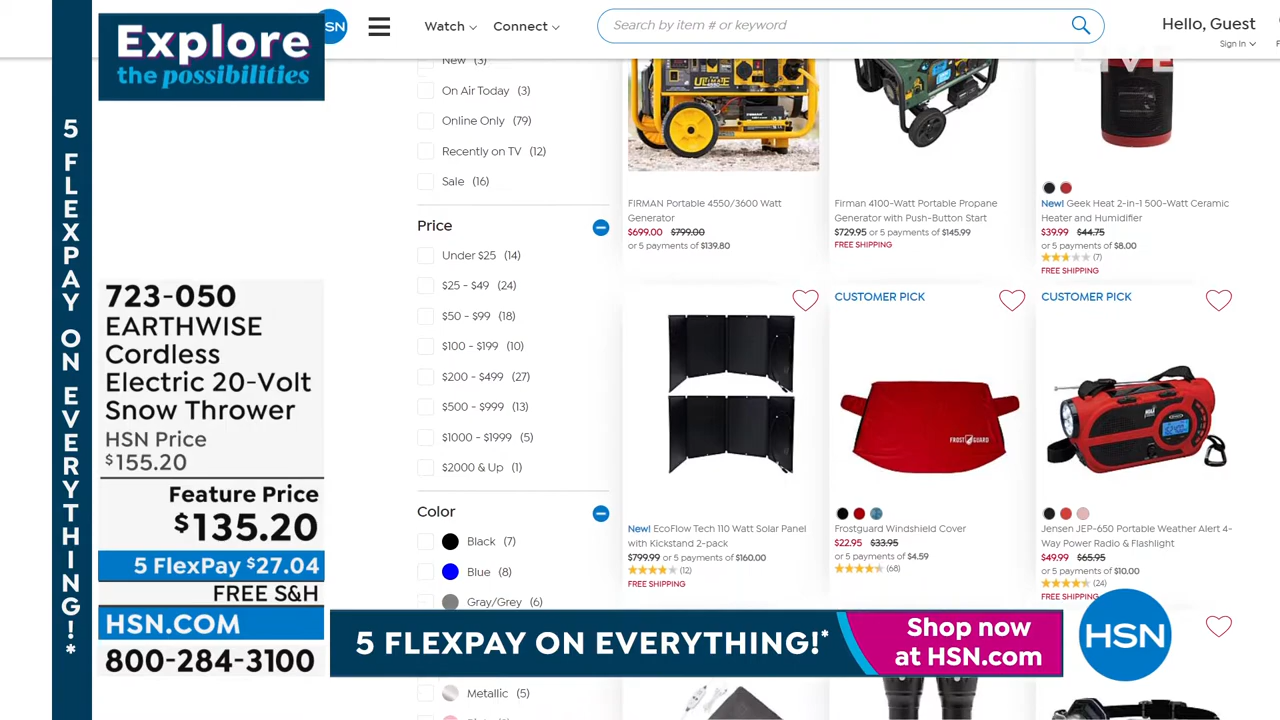 Explore
the possibilities
SN
Watch
Connect
Search by item # or keyword
Hello, Guest
Sign In
LIVE
5 FLEXPAY ON EVERYTHING!*
723-050
EARTHWISE
Cordless
Electric 20-Volt
Snow Thrower
HSN Price
$155.20
Feature Price
$135.20
5 FlexPay $27.04
FREE S&H
HSN.COM
800-284-3100
New (3)
On Air Today (3)
Online Only (79)
Recently on TV (12)
Sale (16)
Price
Under $25 (14)
$25 - $49 (24)
$50 - $99 (18)
$100 - $199 (10)
$200 - $499 (27)
$500 - $999 (13)
$1000 - $1999 (5)
$2000 & Up (1)
Color
Black (7)
Blue (8)
Gray/Grey (6)
Metallic (5)
FIRMAN Portable 4550/3600 Watt
Generator
$699.00 $799.00
or 5 payments of $139.80
Firman 4100-Watt Portable Propane
Generator with Push-Button Start
$729.95 or 5 payments of $145.99
FREE SHIPPING
New! Geek Heat 2-in-1 500-Watt Ceramic
Heater and Humidifier
$39.99 $44.75
or 5 payments of $8.00
(7)
FREE SHIPPING
New! EcoFlow Tech 110 Watt Solar Panel
with Kickstand 2-pack
$799.99 or 5 payments of $160.00
(12)
FREE SHIPPING
CUSTOMER PICK
FROSTGUARD
Frostguard Windshield Cover
$22.95 $33.95
or 5 payments of $4.59
(68)
CUSTOMER PICK
Jensen JEP-650 Portable Weather Alert 4-
Way Power Radio & Flashlight
$49.99 $65.95
or 5 payments of $10.00
(24)
FREE SHIPPING
5 FLEXPAY ON EVERYTHING!*
Shop now
at HSN.com
HSN